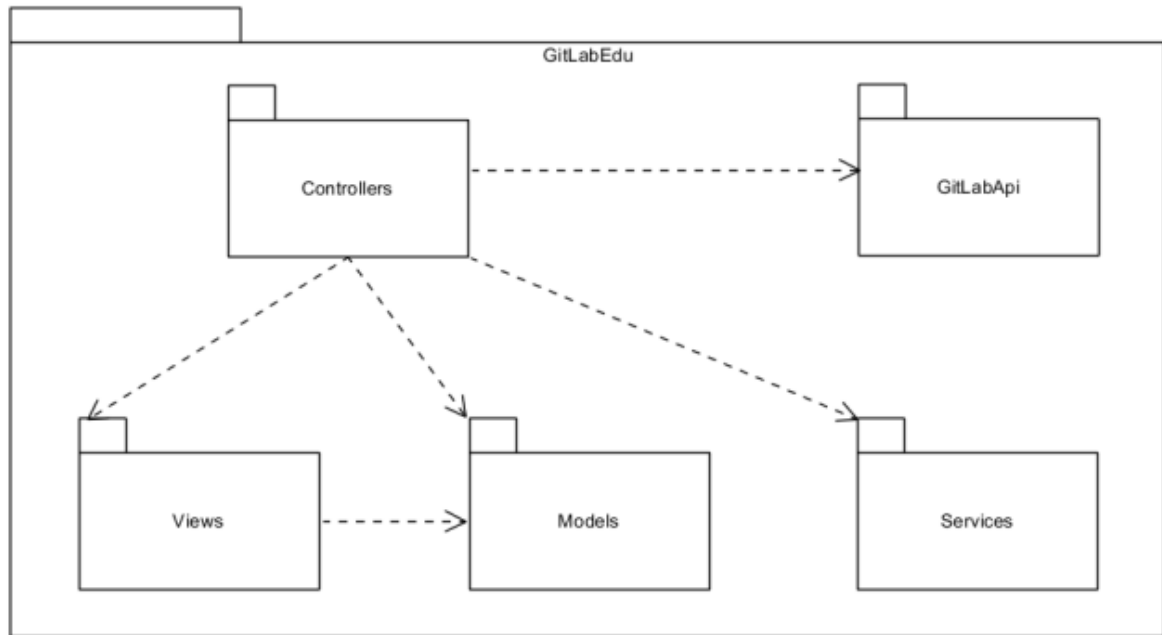 GitLabEdu
Controllers
GitLabApi
Views
Models
Services